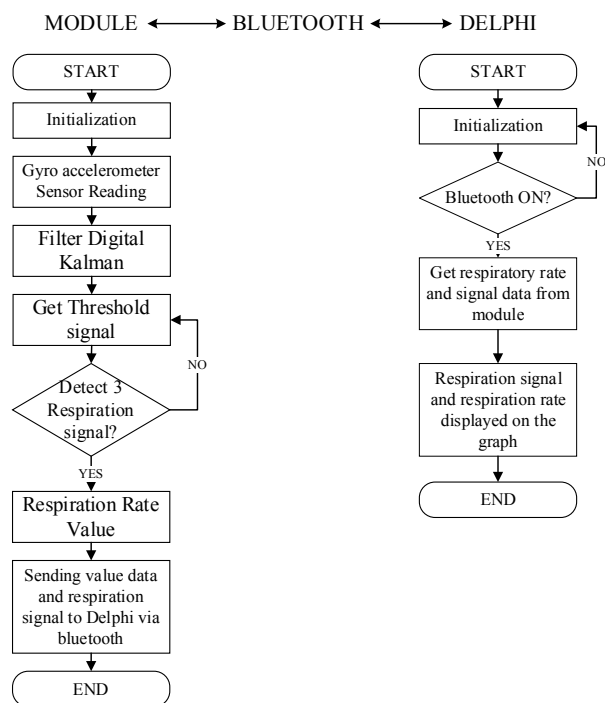 MODULE BLUETOOTH DELPHI
START
Initialization
Gyro accelerometer
Sensor Reading
Filter Digital
Kalman
Get Threshold
signal
NO
Detect 3
Respiration
signal?
YES
Respiration Rate
Value
Sending value data
and respiration
signal to Delphi via
bluetooth
END
START
Initialization
NO
Bluetooth ON?
YES
Get respiratory rate
and signal data from
module
Respiration signal
and respiration rate
displayed on the
graph
END